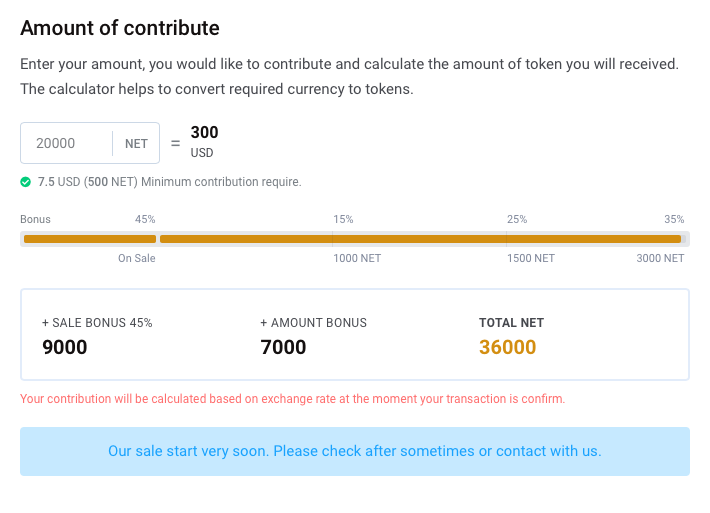 Amount of contribute
Enter your amount, you would like to contribute and calculate the amount of token you will received.
The calculator helps to convert required currency to tokens.
20000 NET = 300
USD
7.5 USD (500 NET) Minimum contribution require.
Bonus 45% 15% 25% 35%
On Sale 1000 NET 1500 NET 3000 NET
+ SALE BONUS 45% + AMOUNT BONUS TOTAL NET
9000 7000 36000
Your contribution will be calculated based on exchange rate at the moment your transaction is confirm.
Our sale start very soon. Please check after sometimes or contact with us.